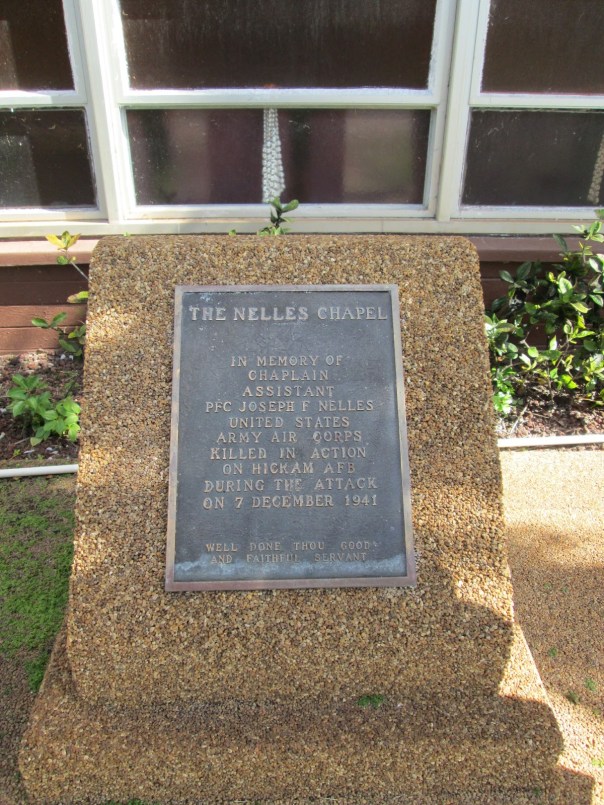 THE NELLES CHAPEL
IN MEMORY OF
CHAPLAIN
ASSISTANT
PFC JOSEPH F NELLES
UNITED STATES
ARMY AIR CORPS
KILLED IN ACTION
ON HICKAM AFB
DURING THE ATTACK
ON 7 DECEMBER 1941
WELL DONE THOU GOOD
AND FAITHFUL SERVANT